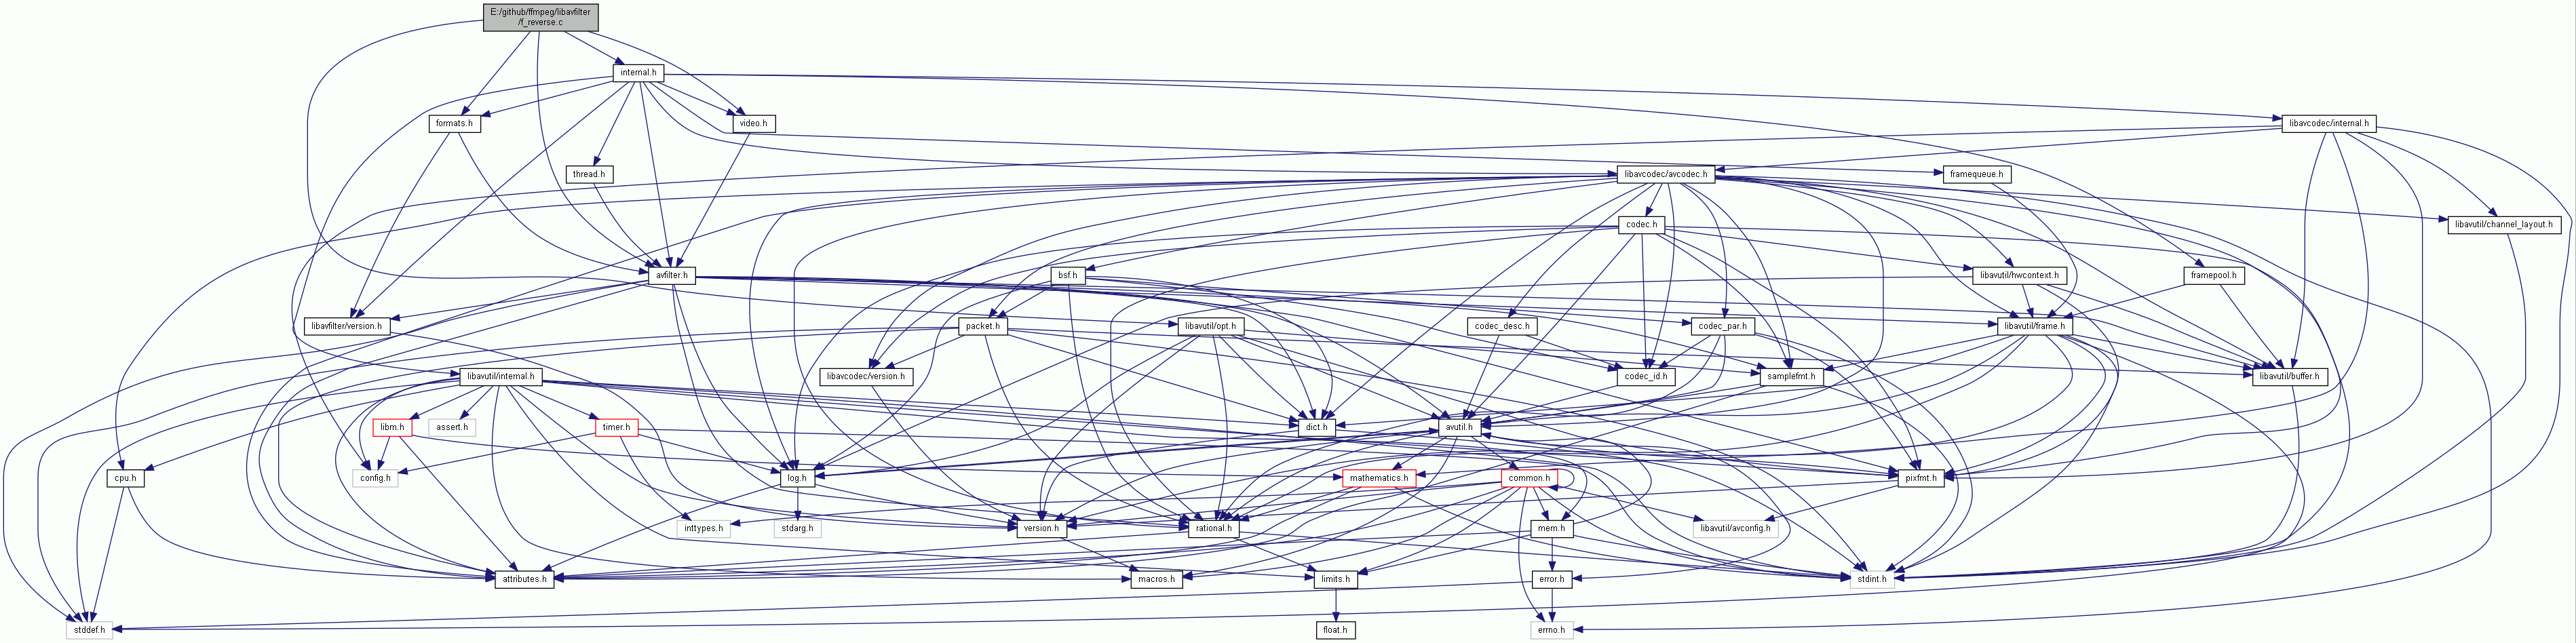 E:/github/ffmpeg/libavfilter
/f_reverse.c
internal.h
formats.h
video.h
libavcodec/internal.h
thread.h
libavcodec/avcodec.h
framequeue.h
codec.h
libavutil/channel_layout.h
avfilter.h
bsf.h
libavutil/hwcontext.h
framepool.h
libavfilter/version.h
packet.h
libavutil/opt.h
codec_desc.h
codec_par.h
libavutil/frame.h
libavutil/internal.h
libavcodec/version.h
codec_id.h
samplefmt.h
libavutil/buffer.h
libm.h
assert.h
timer.h
dict.h
avutil.h
cpu.h
config.h
log.h
mathematics.h
common.h
pixfmt.h
inttypes.h
stdarg.h
version.h
rational.h
mem.h
libavutil/avconfig.h
attributes.h
macros.h
limits.h
error.h
stdint.h
stddef.h
float.h
errno.h